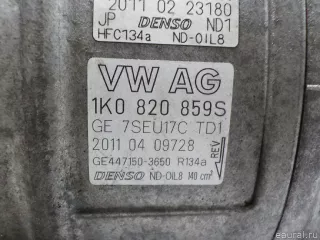 2011 02 23180
JP DENSO ND1
HFC134a ND-OIL8
VW AG
1K0 820 859S
GE 7SEU17C TD1
2011 04 09728
GE447150-3650 R134a
DENSO ND-OIL8 140 cm³
REV
eaural.ru